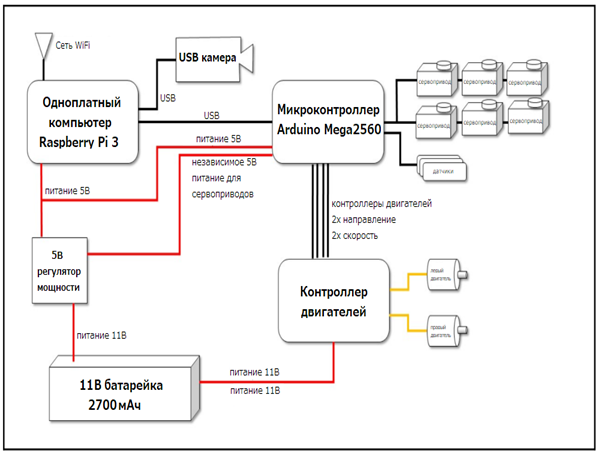 Сеть WiFi
USB камера
Одноплатный
компьютер
Raspberry Pi 3
USB
USB
Микроконтроллер
Arduino Mega2560
сервопривод
сервопривод
сервопривод
сервопривод
сервопривод
сервопривод
датчики
питание 5В
независимое 5В
питание для
сервоприводов
питание 5В
контроллеры двигателей
2х направление
2х скорость
5В
регулятор
мощности
Контроллер
двигателей
левый
двигатель
правый
двигатель
питание 11В
11В батарейка
2700мАч
питание 11В
питание 11В